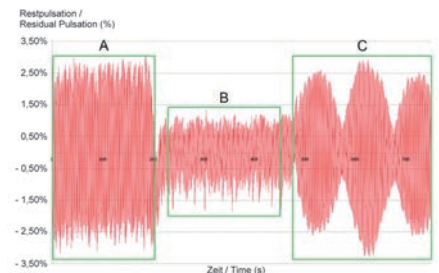 Restpulsation /
Residual Pulsation (%)
3,50%
A
C
2,50%
B
1,50%
0,50%
- 0,50%
- 1,50%
- 2,50%
- 3,50%
Zeit / Time (s)